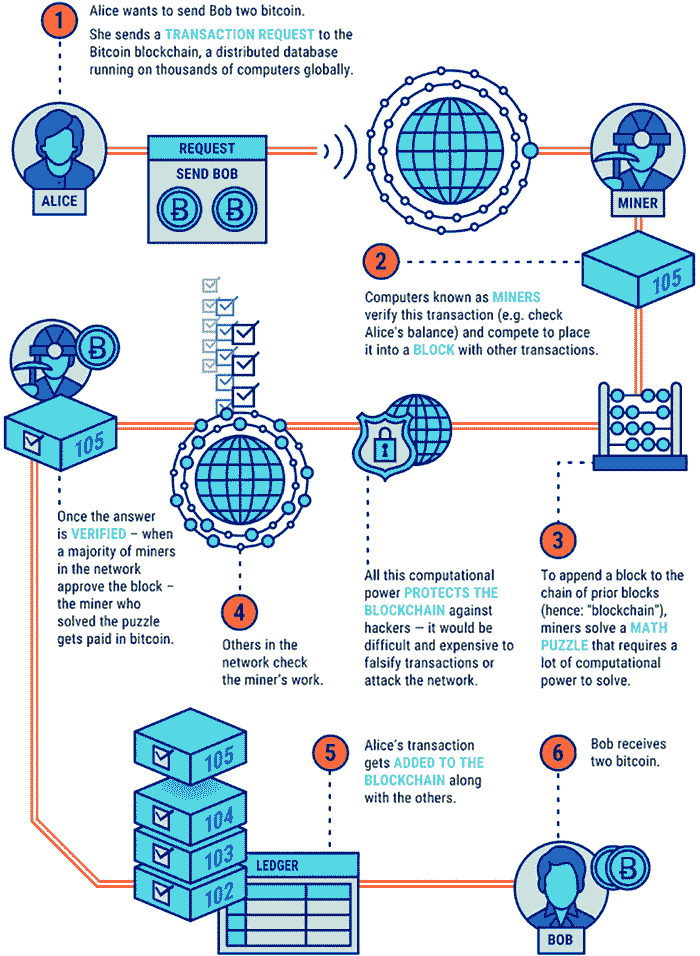 1
Alice wants to send Bob two bitcoin.
She sends a TRANSACTION REQUEST to the
Bitcoin blockchain, a distributed database
running on thousands of computers globally.
ALICE
REQUEST
SEND BOB
MINER
105
2
Computers known as MINERS
verify this transaction (e.g. check
Alice's balance) and compete to place
it into a BLOCK with other transactions.
3
To append a block to the
chain of prior blocks
(hence: “blockchain”),
miners solve a MATH
PUZZLE that requires a
lot of computational
power to solve.
All this computational
power PROTECTS THE
BLOCKCHAIN against
hackers – it would be
difficult and expensive to
falsify transactions or
attack the network.
4
Others in the
network check
the miner’s work.
105
Once the answer
is VERIFIED – when
a majority of miners
in the network
approve the block –
the miner who
solved the puzzle
gets paid in bitcoin.
105
104
103
102
LEDGER
5
Alice’s transaction
gets ADDED TO THE
BLOCKCHAIN along
with the others.
6
Bob receives
two bitcoin.
BOB